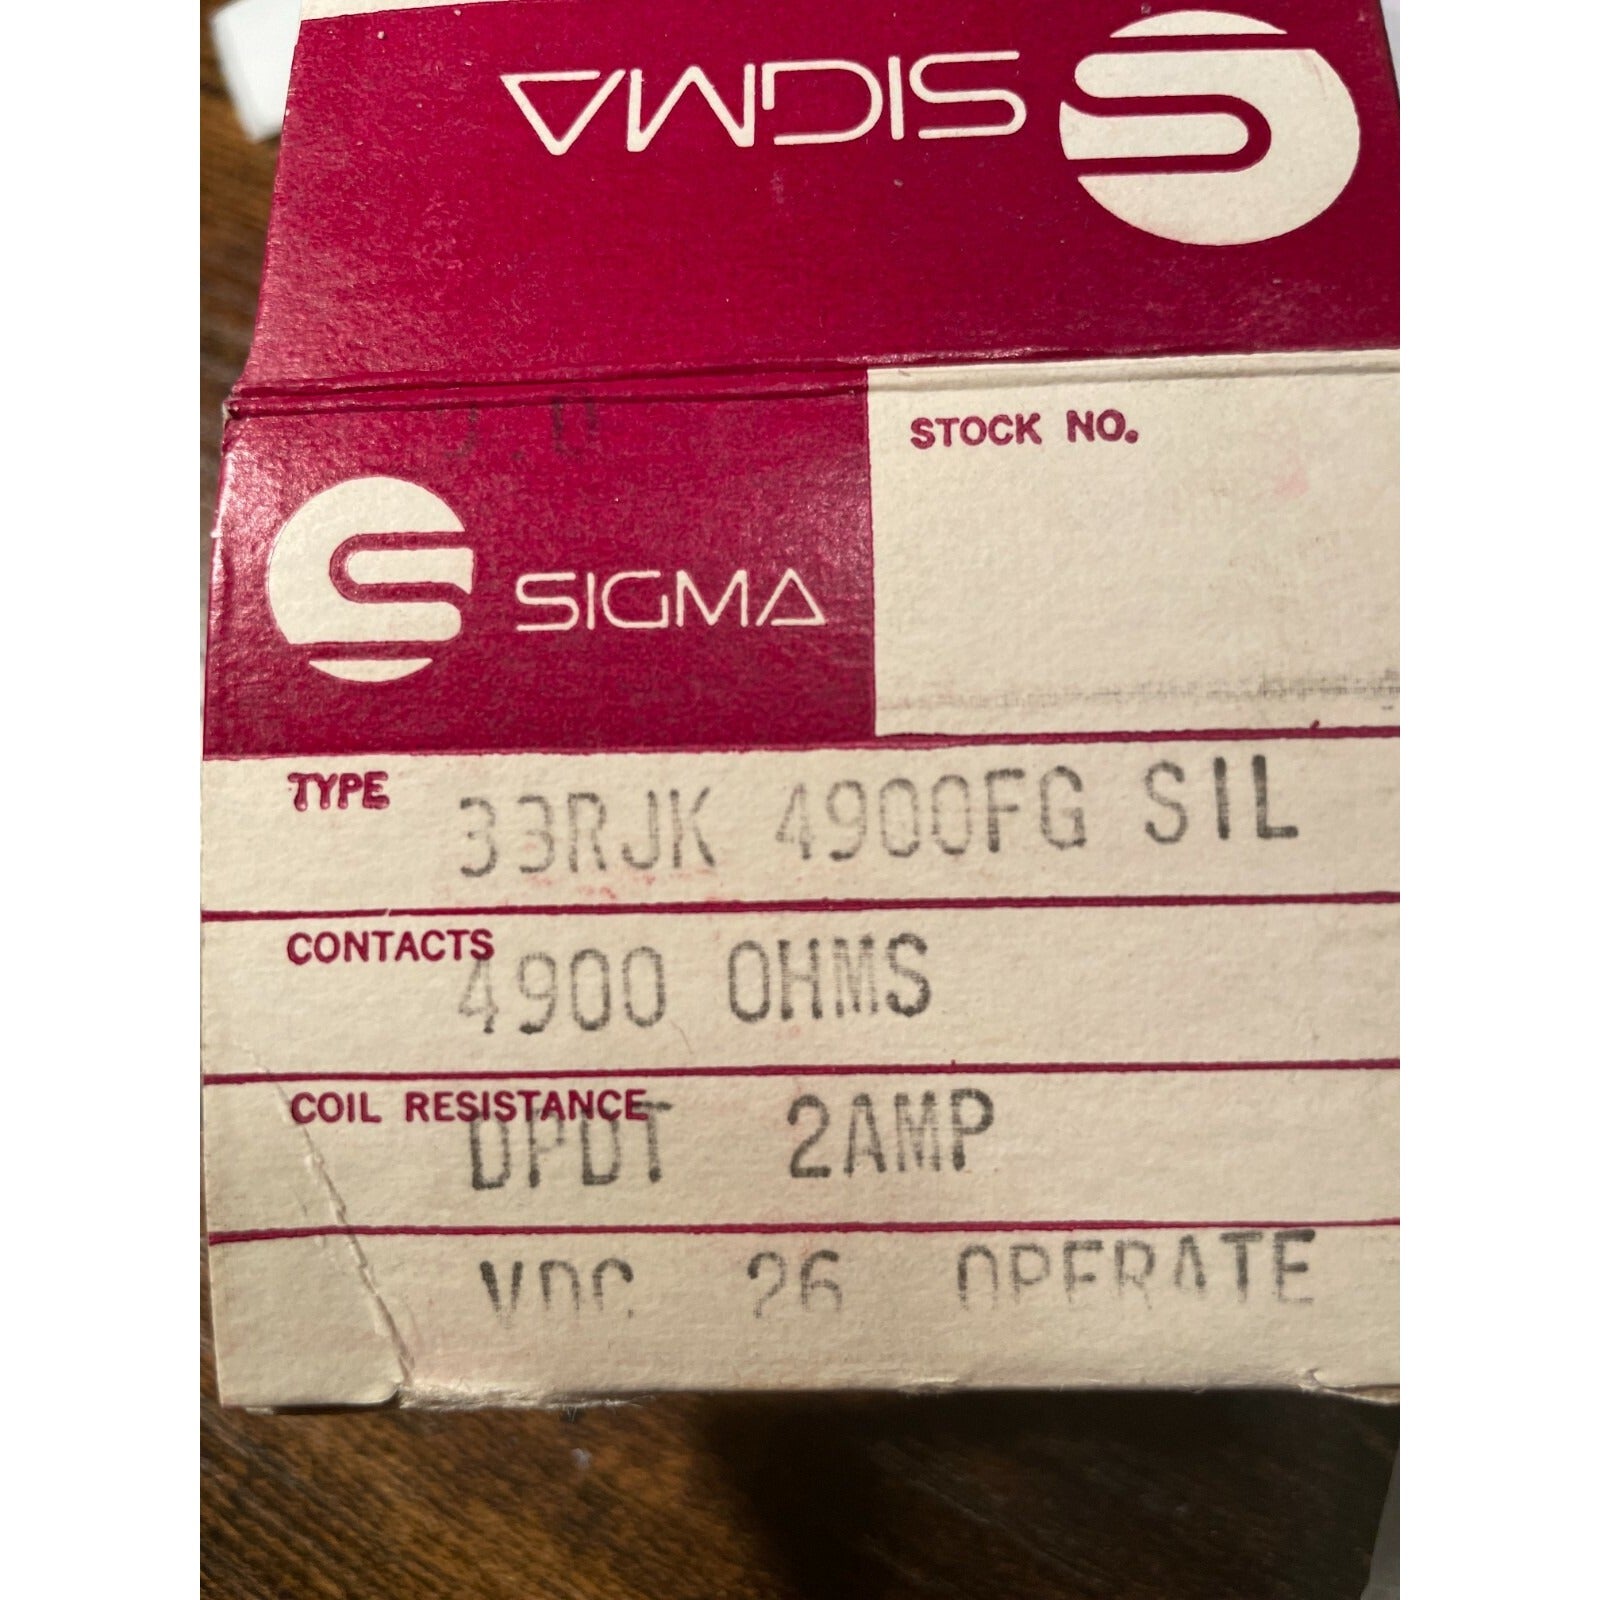 SIGMA
SIGMA
STOCK NO.
TYPE 33RJK 4900FG SIL
CONTACTS 4900 OHMS
COIL RESISTANCE DPDT 2AMP
VDC 26 OPERATE